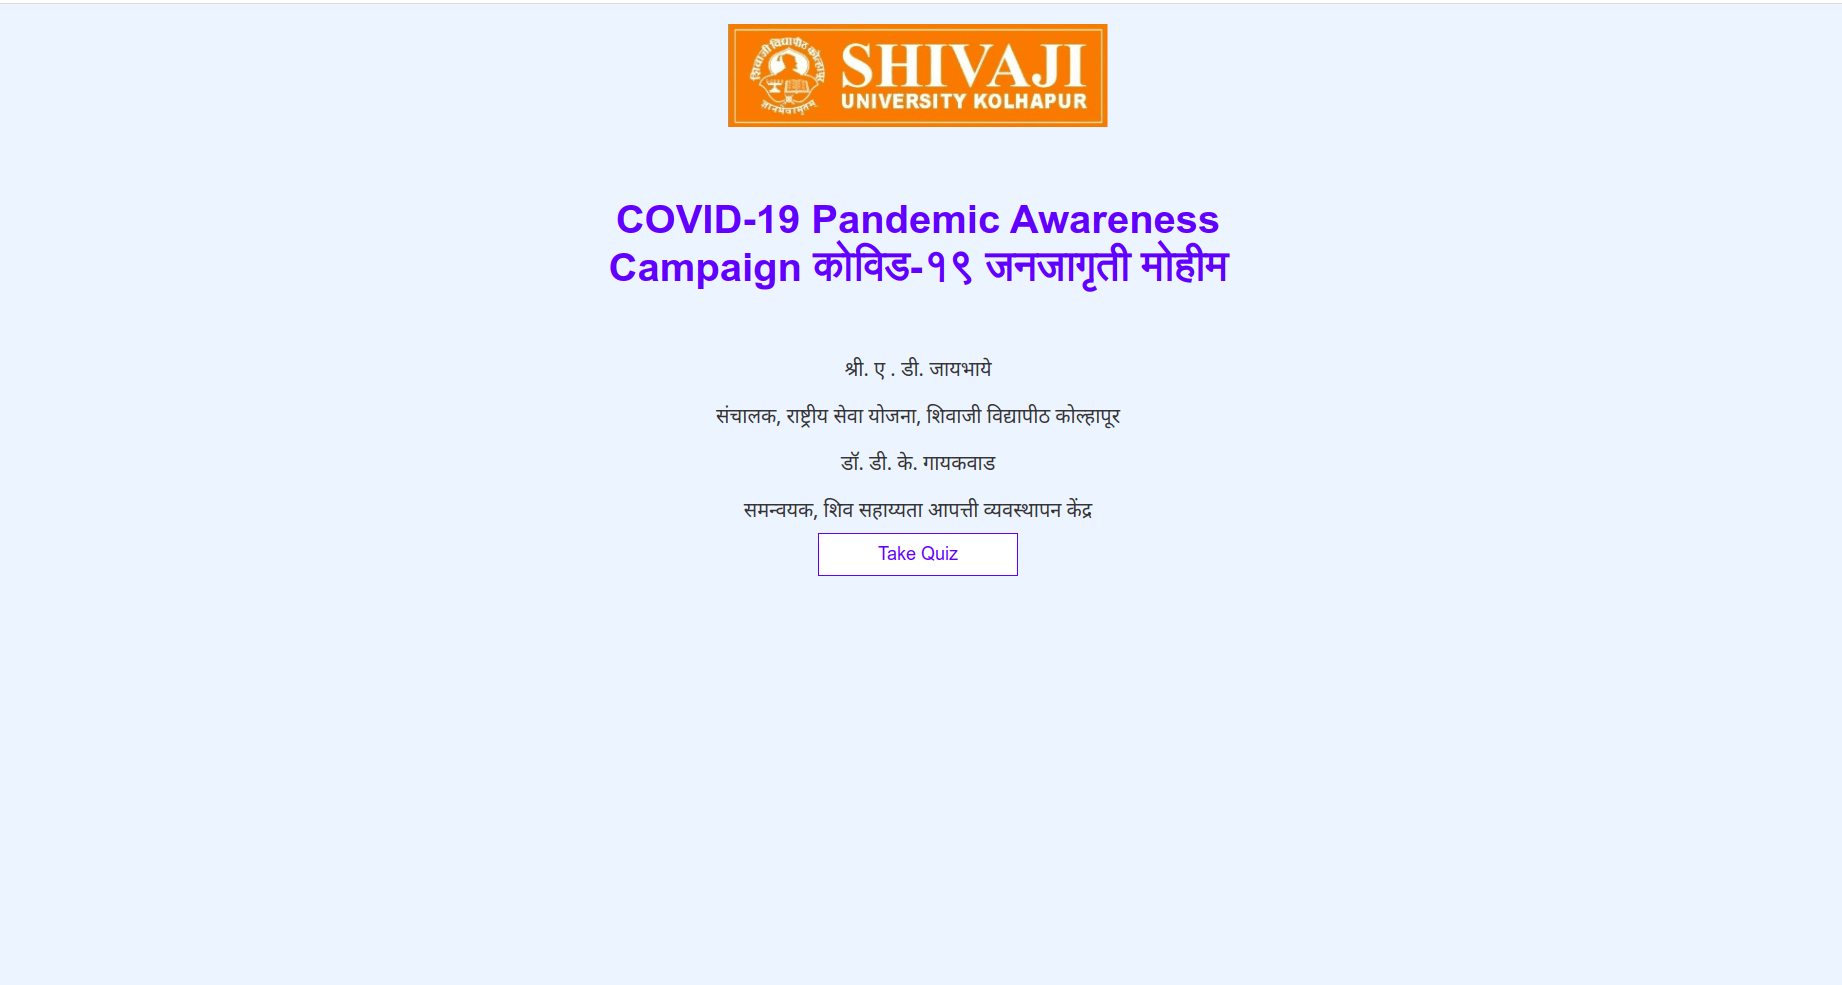 शिवाजी विद्यापीठ कोल्हापूर
ज्ञानमेवामृतम्
SHIVAJI
UNIVERSITY KOLHAPUR
COVID-19 Pandemic Awareness
Campaign कोविड-१९ जनजागृती मोहीम
श्री. ए . डी. जायभाये
संचालक, राष्ट्रीय सेवा योजना, शिवाजी विद्यापीठ कोल्हापूर
डॉ. डी. के. गायकवाड
समन्वयक, शिव सहाय्यता आपत्ती व्यवस्थापन केंद्र
Take Quiz